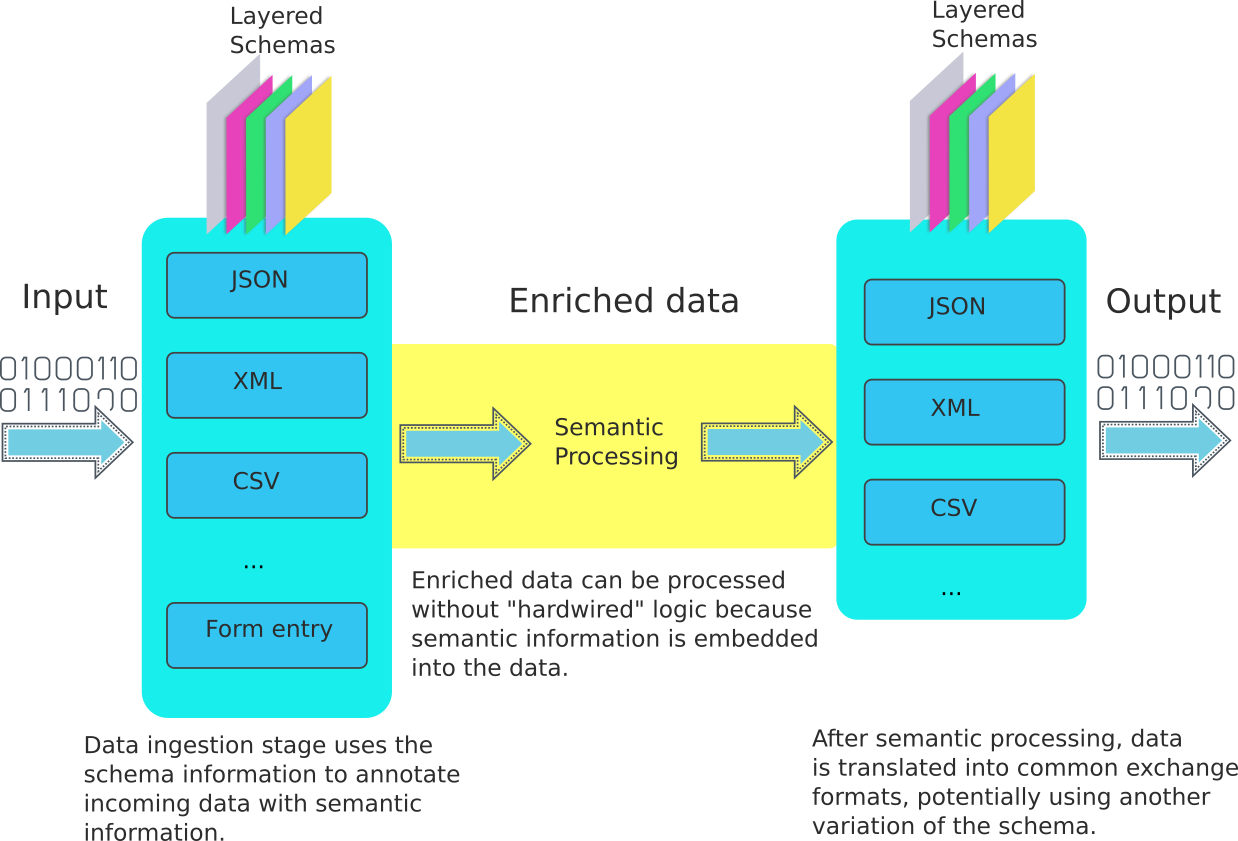 Layered
Schemas
Layered
Schemas
Input
01000110
0111000
JSON
XML
CSV
...
Form entry
Enriched data
Semantic
Processing
Enriched data can be processed
without "hardwired" logic because
semantic information is embedded
into the data.
JSON
XML
CSV
...
Output
01000110
0111000
Data ingestion stage uses the
schema information to annotate
incoming data with semantic
information.
After semantic processing, data
is translated into common exchange
formats, potentially using another
variation of the schema.